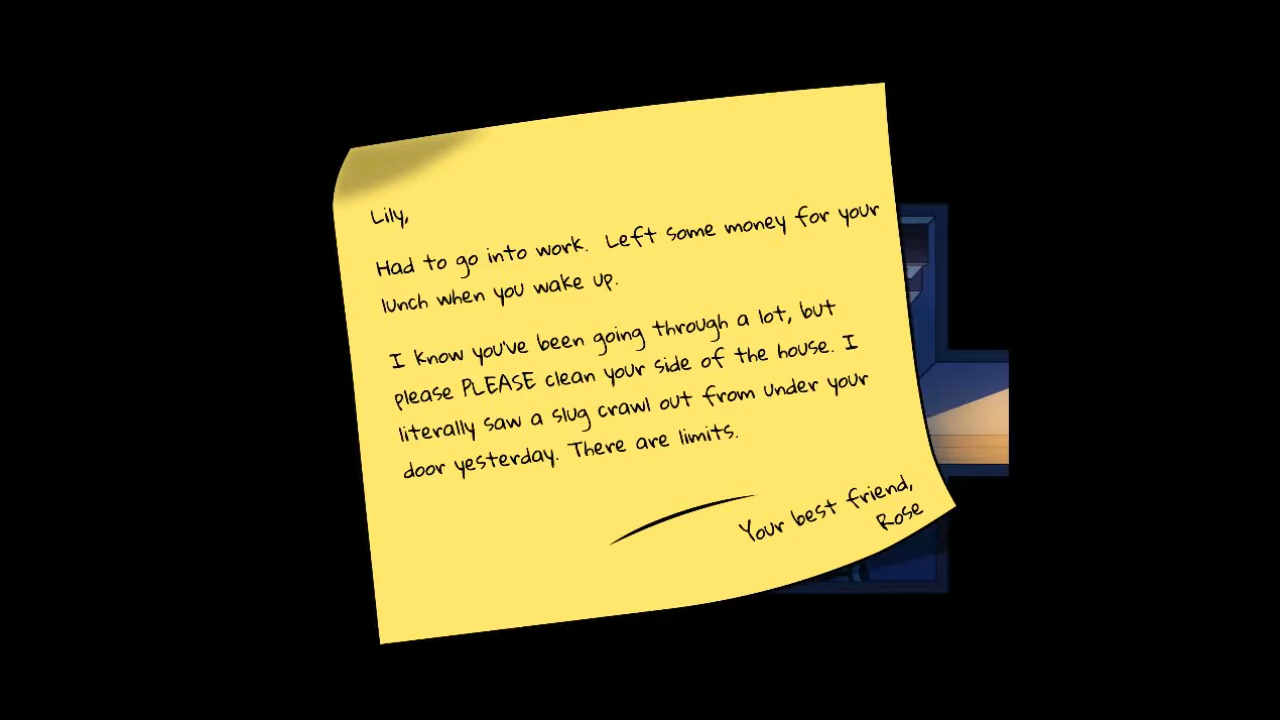 Lily,
Had to go into work. Left some money for your
lunch when you wake up.
I know you've been going through a lot, but
please PLEASE clean your side of the house. I
literally saw a slug crawl out from under your
door yesterday. There are limits.
Your best friend,
Rose